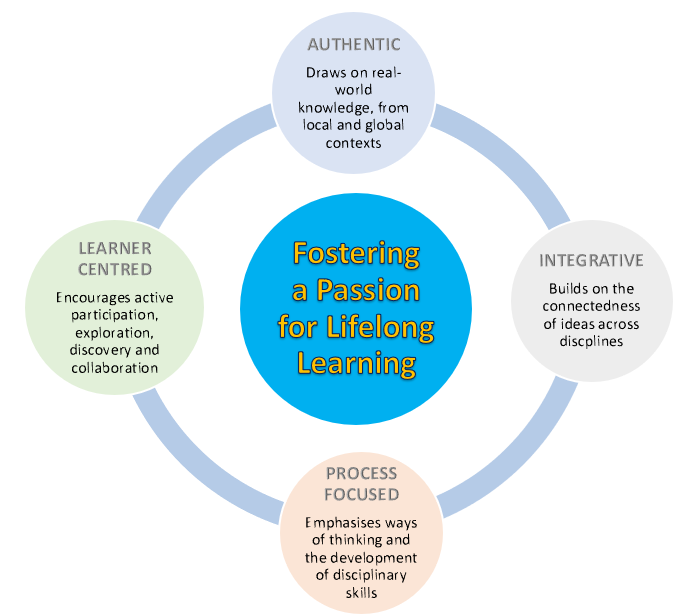 AUTHENTIC
Draws on real-
world
knowledge, from
local and global
contexts
LEARNER
CENTRED
Encourages active
participation,
exploration,
discovery and
collaboration
Fostering
a Passion
for Lifelong
Learning
INTEGRATIVE
Builds on the
connectedness
of ideas across
discplines
PROCESS
FOCUSED
Emphasises ways
of thinking and
the development
of disciplinary
skills